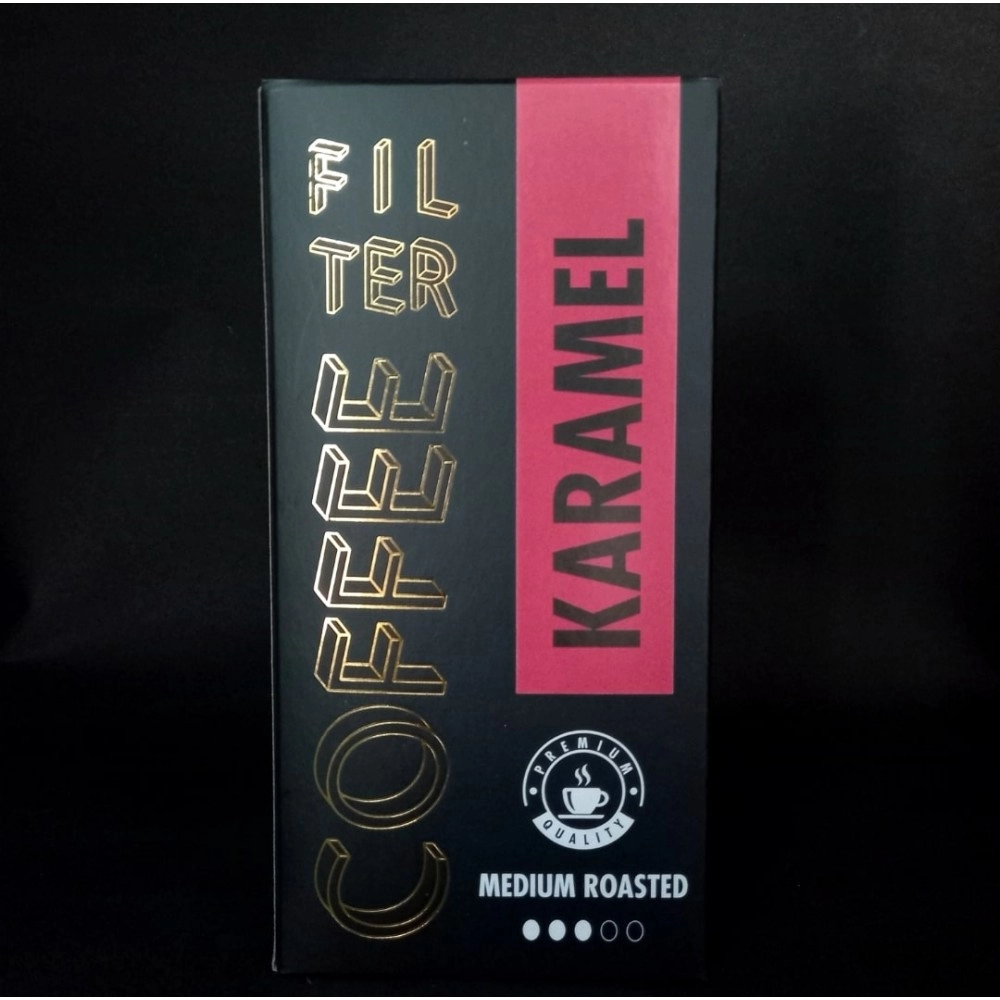 FIL
TER
COFFEE
KARAMEL
PREMIUM
QUALITY
MEDIUM ROASTED